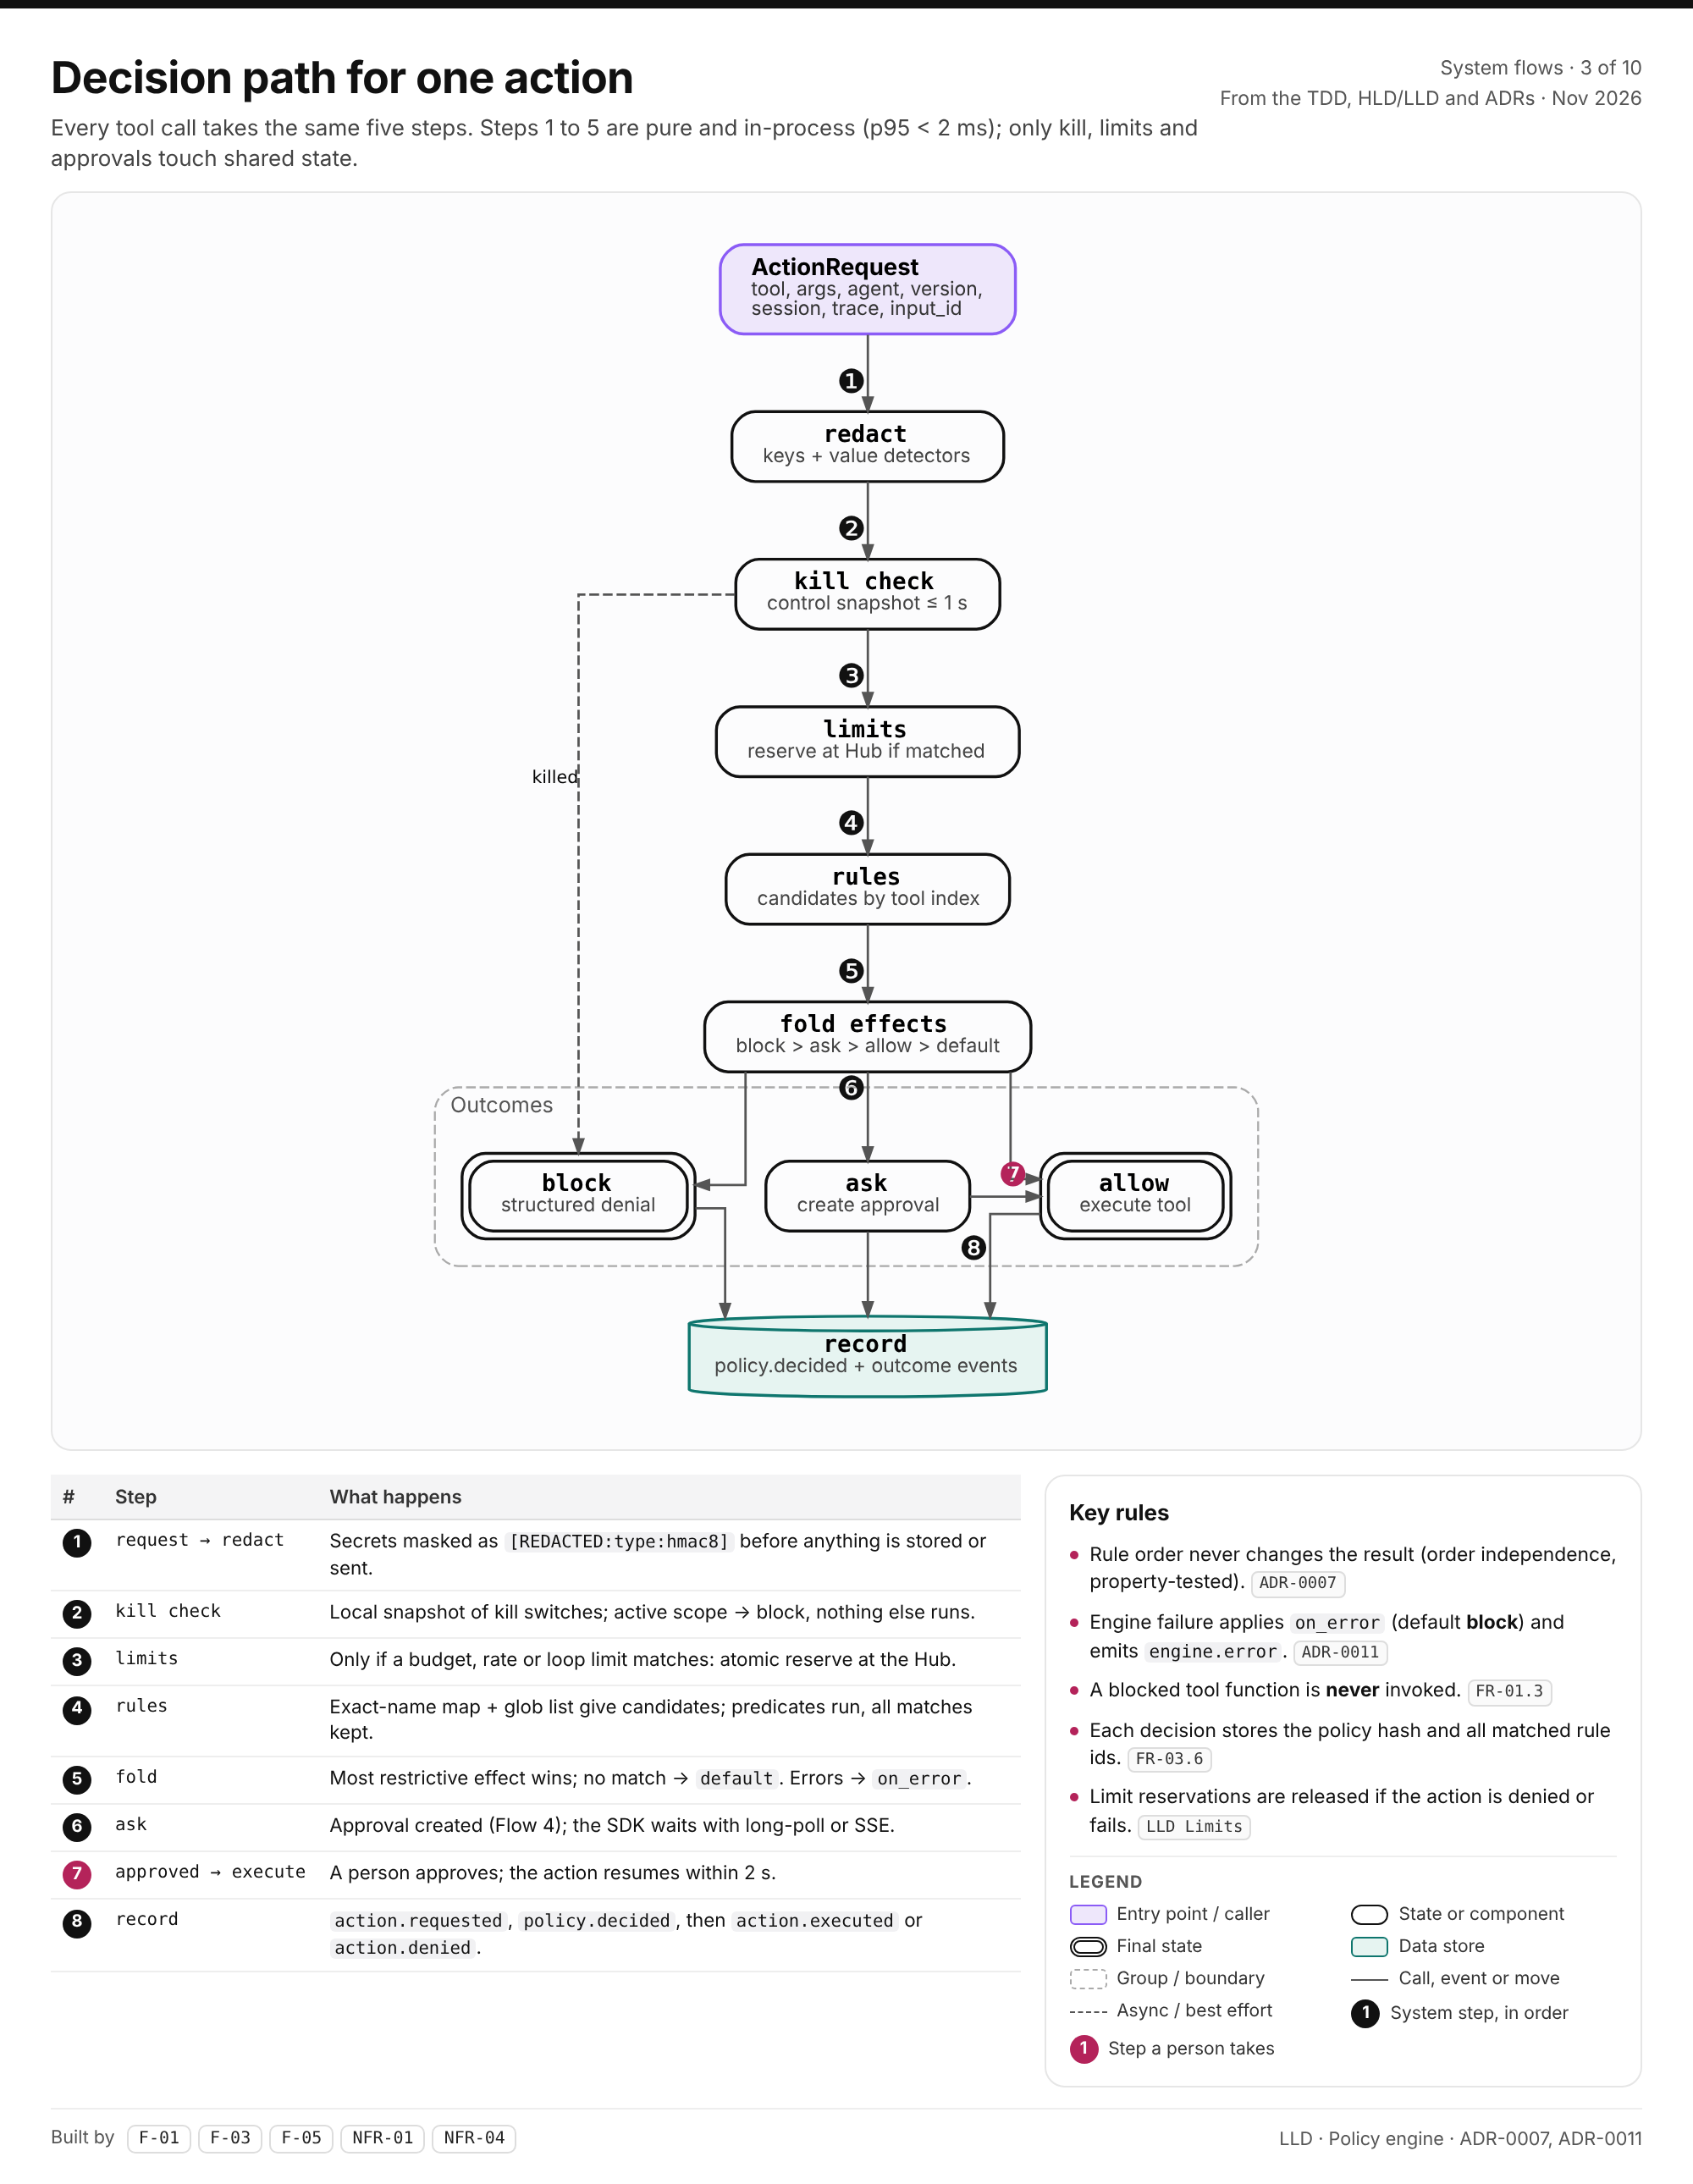 Decision path for one action
System flows · 3 of 10
From the TDD, HLD/LLD and ADRs · Nov 2026
Every tool call takes the same five steps. Steps 1 to 5 are pure and in-process (p95 < 2 ms); only kill, limits and
approvals touch shared state.
ActionRequest
tool, args, agent, version,
session, trace, input_id
1
redact
keys + value detectors
2
kill check
control snapshot ≤ 1 s
3
limits
reserve at Hub if matched
killed
4
rules
candidates by tool index
5
fold effects
block > ask > allow > default
6
Outcomes
7
block
structured denial
ask
create approval
allow
execute tool
8
record
policy.decided + outcome events
# Step What happens
1 request → redact Secrets masked as [REDACTED:type:hmac8] before anything is stored or
sent.
2 kill check Local snapshot of kill switches; active scope → block, nothing else runs.
3 limits Only if a budget, rate or loop limit matches: atomic reserve at the Hub.
4 rules Exact-name map + glob list give candidates; predicates run, all matches
kept.
5 fold Most restrictive effect wins; no match → default. Errors → on_error.
6 ask Approval created (Flow 4); the SDK waits with long-poll or SSE.
7 approved → execute A person approves; the action resumes within 2 s.
8 record action.requested, policy.decided, then action.executed or
action.denied.
Key rules
• Rule order never changes the result (order independence,
property-tested). ADR-0007
• Engine failure applies on_error (default block) and
emits engine.error. ADR-0011
• A blocked tool function is never invoked. FR-01.3
• Each decision stores the policy hash and all matched rule
ids. FR-03.6
• Limit reservations are released if the action is denied or
fails. LLD Limits
LEGEND
Entry point / caller
State or component
Final state
Data store
Group / boundary
Call, event or move
Async / best effort
1 System step, in order
1 Step a person takes
Built by F-01 F-03 F-05 NFR-01 NFR-04
LLD · Policy engine · ADR-0007, ADR-0011